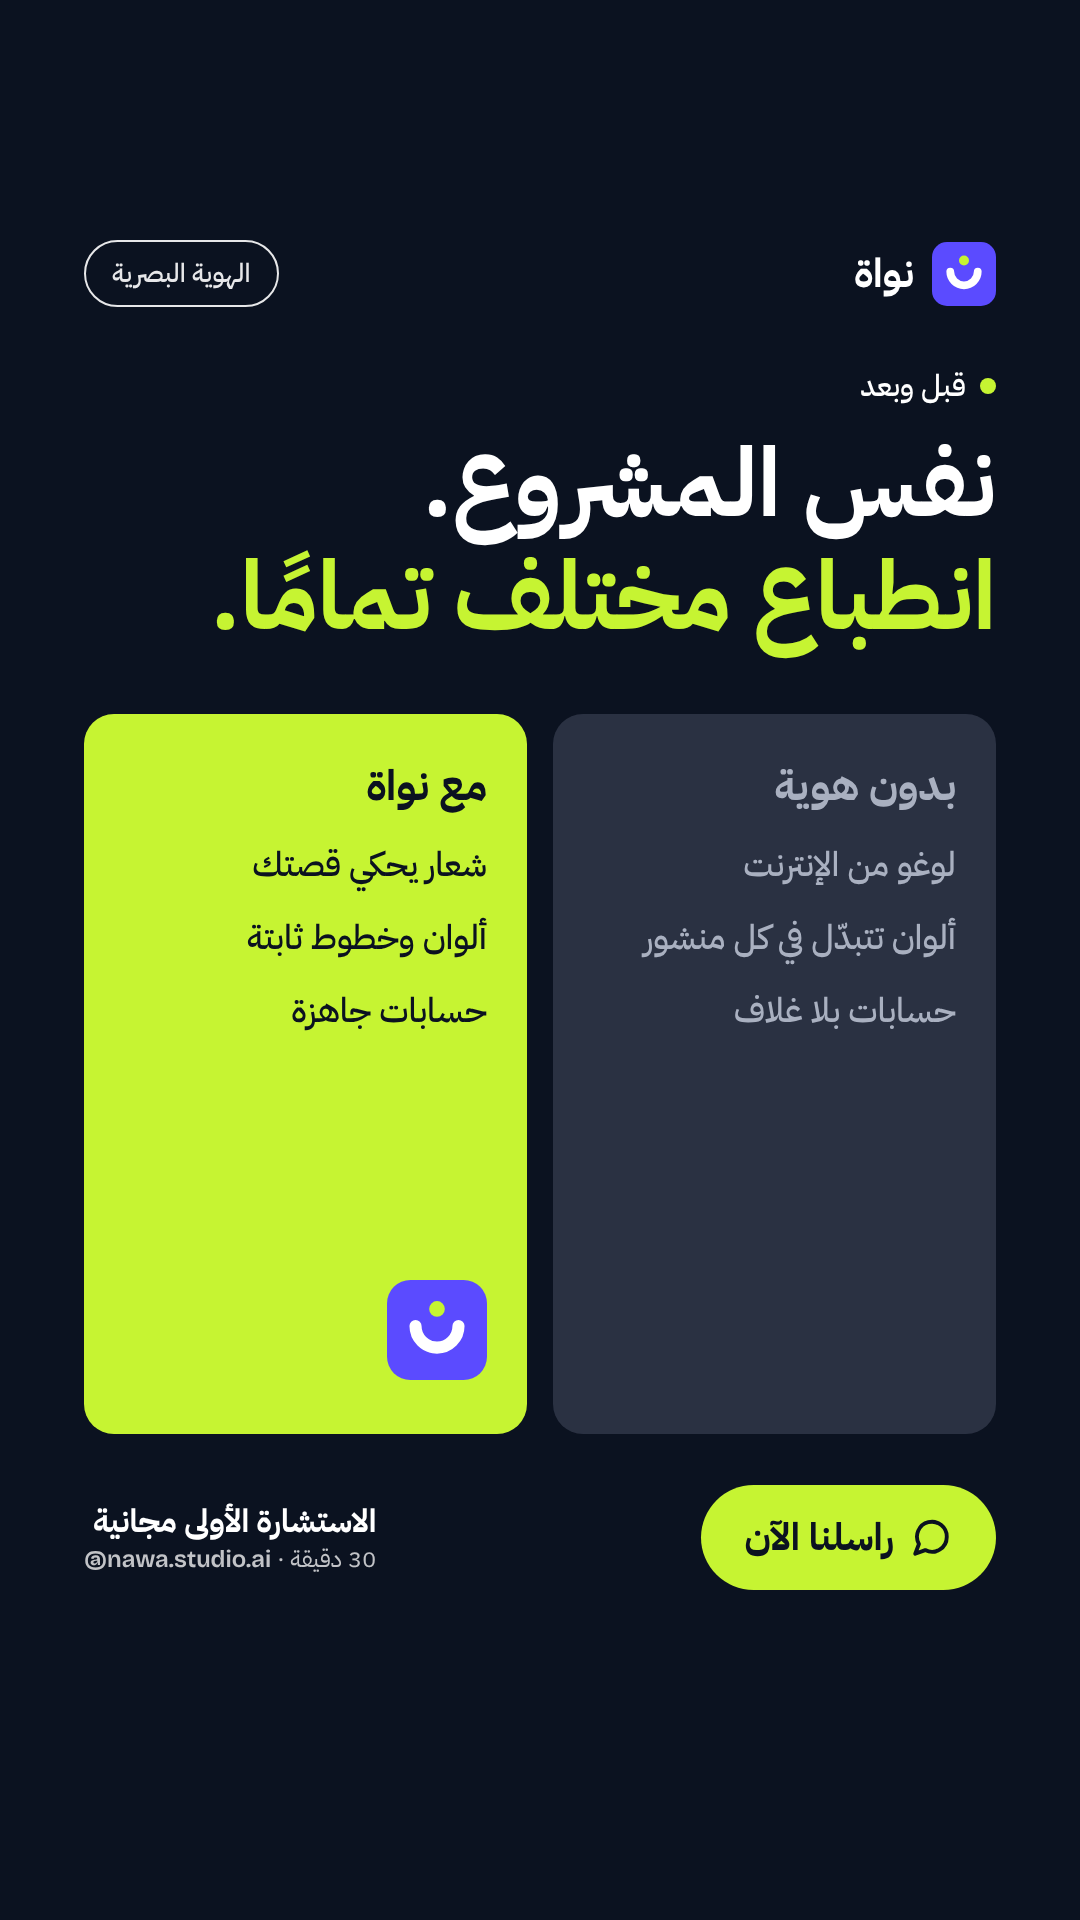 نواة
الهوية البصرية
قبل وبعد
نفس المشروع.
انطباع مختلف تمامًا.
بدون هوية
لوغو من الإنترنت
ألوان تتبدّل في كل منشور
حسابات بلا غلاف
مع نواة
شعار يحكي قصتك
ألوان وخطوط ثابتة
حسابات جاهزة
راسلنا الآن
الاستشارة الأولى مجانية
30 دقيقة · @nawa.studio.ai